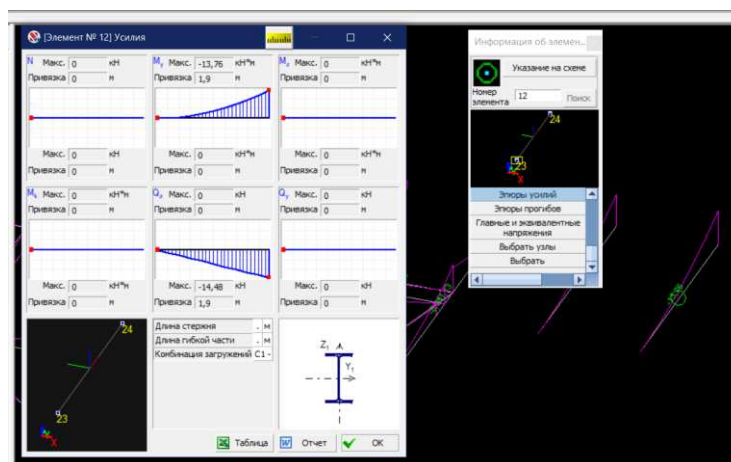 [Элемент № 12] Усилия
N Макс. 0 кН
Привязка 0 м
Макс. 0 кН
Привязка 0 м
My Макс. -13,76 кН*м
Привязка 1,9 м
Макс. 0 кН*м
Привязка 0 м
Макс. 0 кН*м
Привязка 0 м
Макс. 0 кН*м
Привязка 0 м
Mk Макс. 0 кН*м
Привязка 0 м
Макс. 0 кН*м
Привязка 0 м
Макс. 0 кН
Привязка 0 м
Макс. -14,48 кН
Привязка 1,9 м
Qy Макс. 0 кН
Привязка 0 м
Макс. 0 кН
Привязка 0 м
24
23
X
Длина стержня . м
Длина гибкой части . м
Комбинация загружений C1
Z1
Y1
Таблица
Отчет
OK
Информация об элемен...
Указание на схеме
Номер элемента
12
Поиск
24
23
X
Эпюры усилий
Эпюры прогибов
Главные и эквивалентные
напряжения
Выбрать узлы
Выбрать